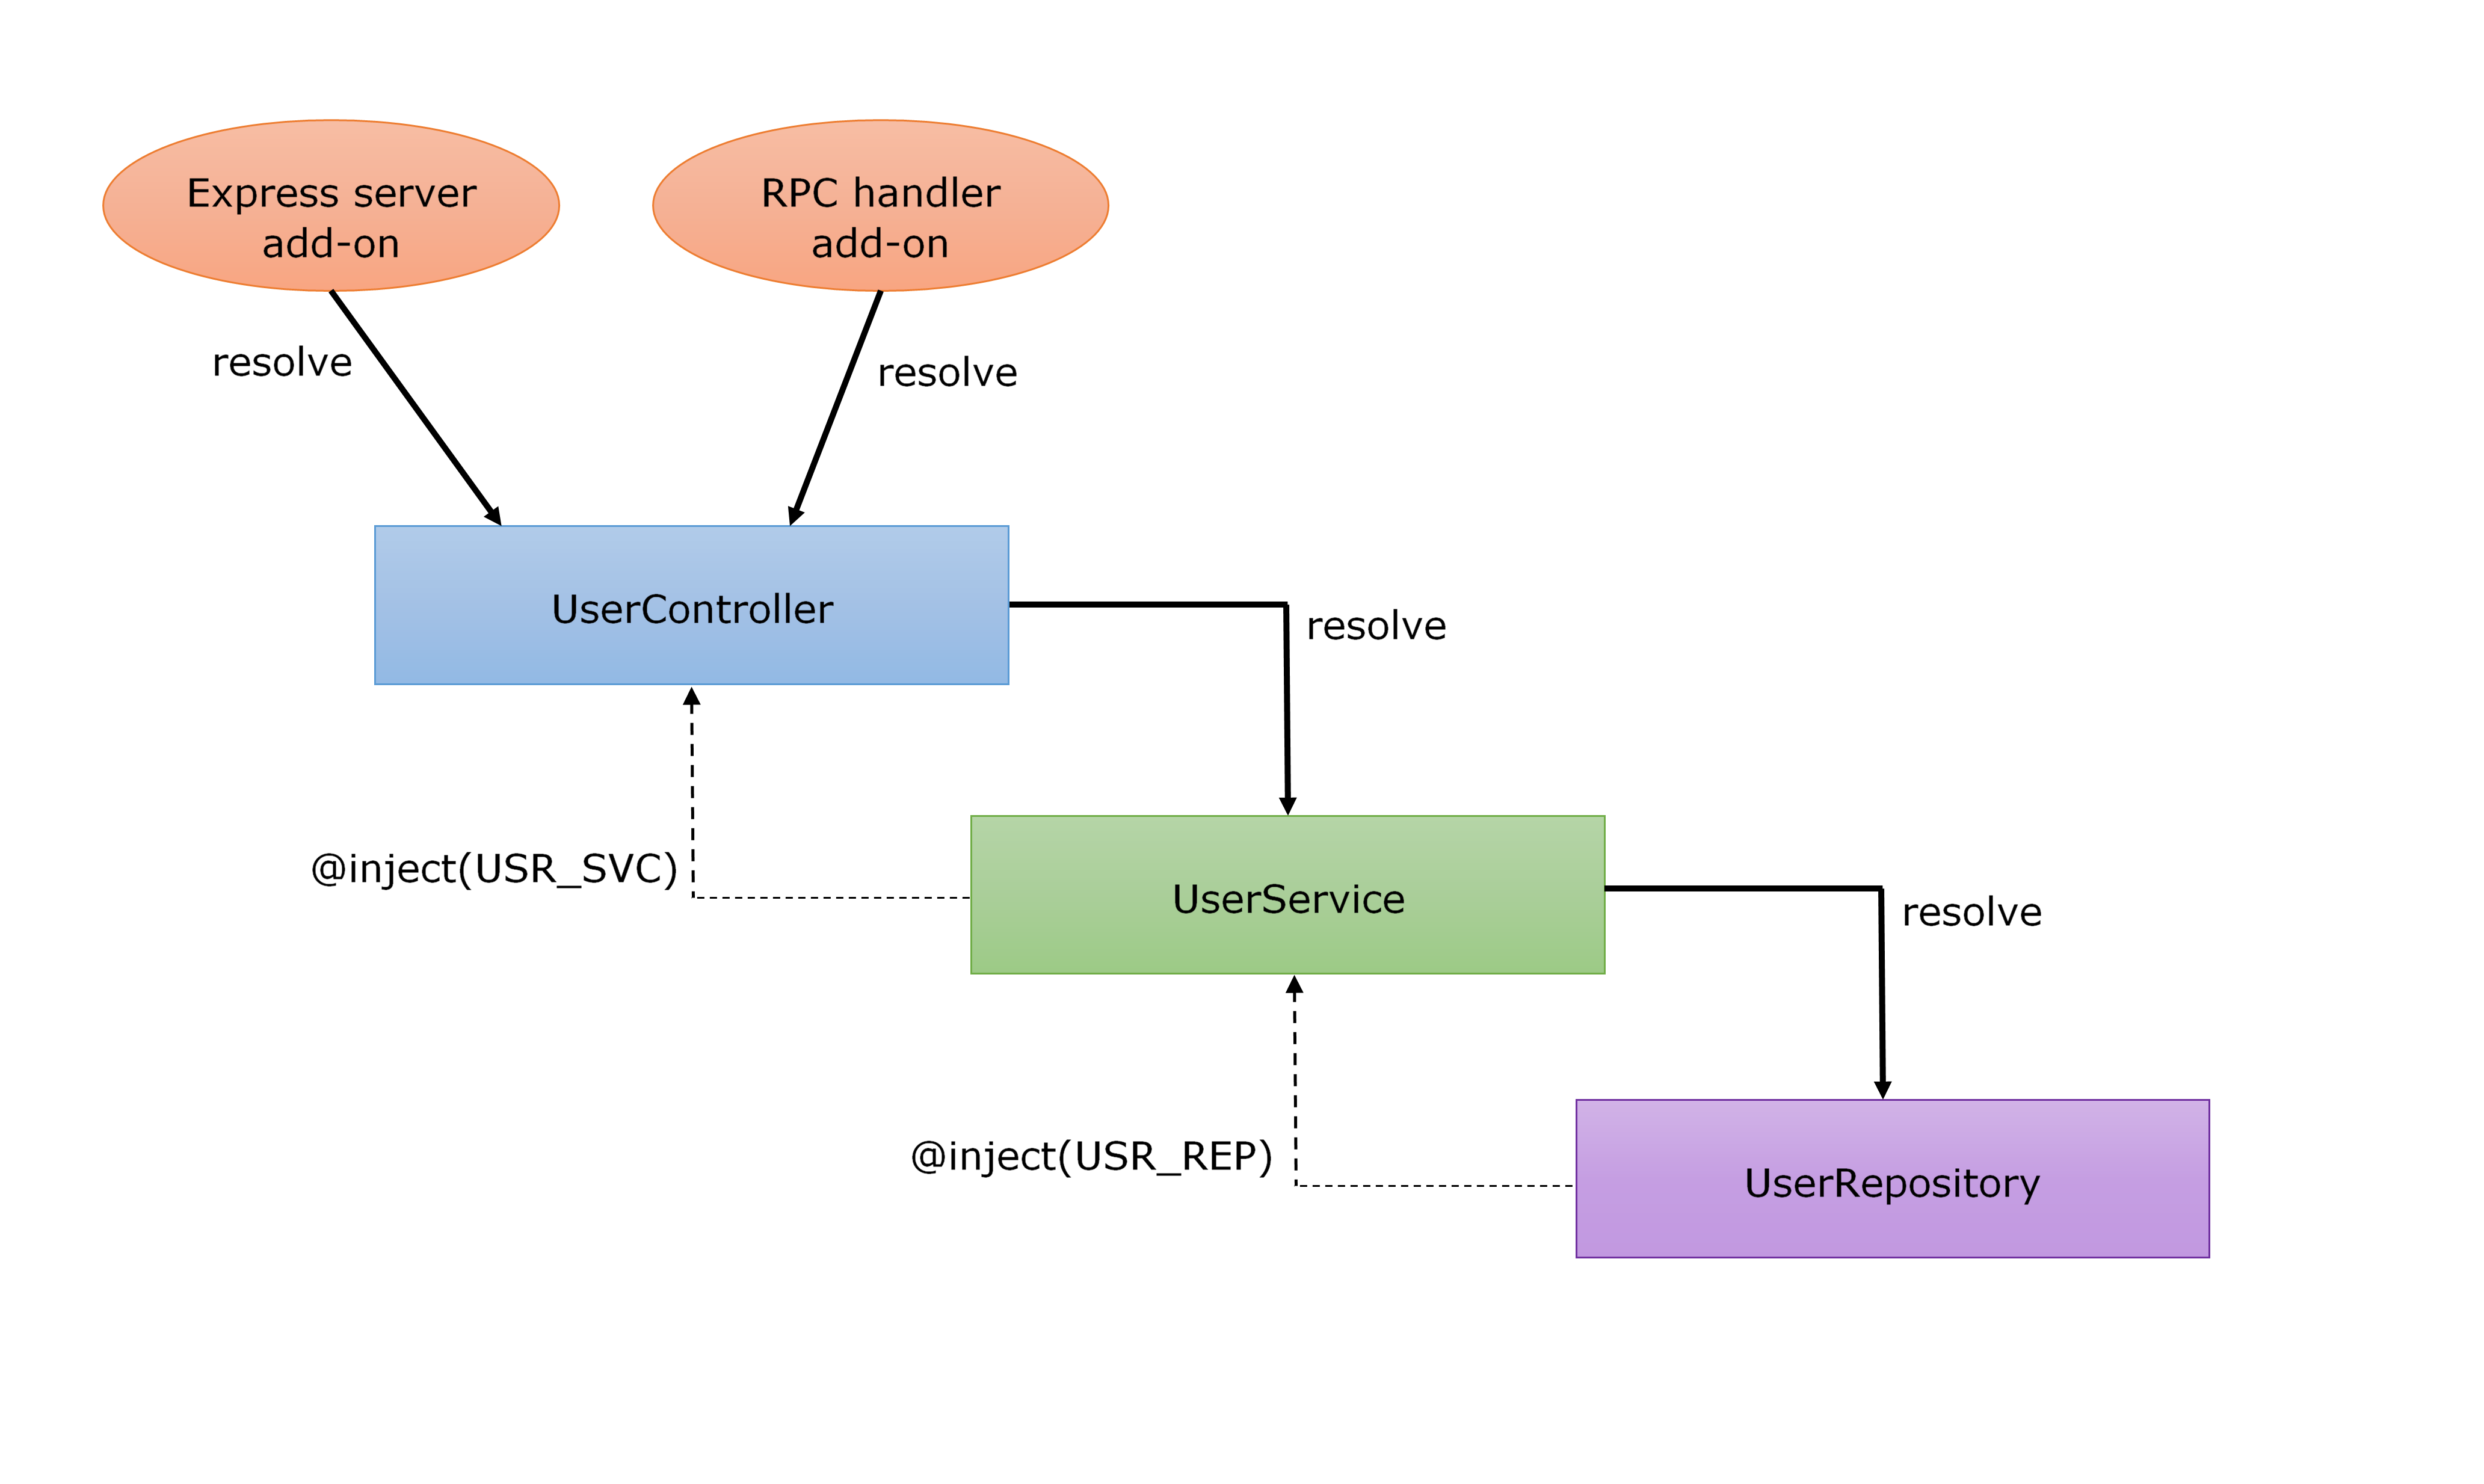 Express server
add-on
RPC handler
add-on
resolve
resolve
UserController
resolve
@inject(USR_SVC)
UserService
resolve
@inject(USR_REP)
UserRepository